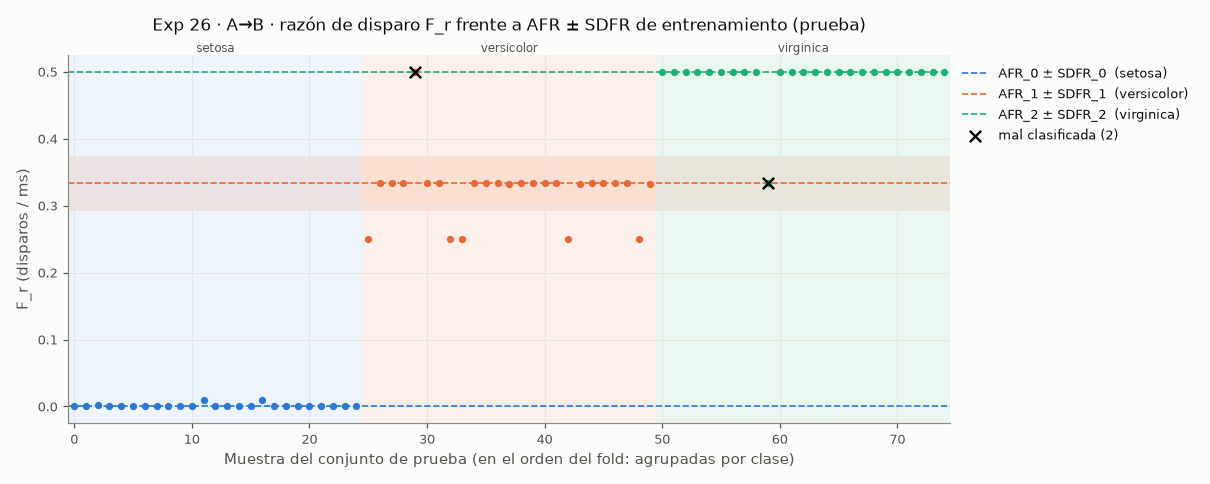 Exp 26 · A→B · razón de disparo F_r frente a AFR ± SDFR de entrenamiento (prueba)
setosa
versicolor
virginica
F_r (disparos / ms)
0.5
0.4
0.3
0.2
0.1
0.0
0
10
20
30
40
50
60
70
Muestra del conjunto de prueba (en el orden del fold: agrupadas por clase)
AFR_0 ± SDFR_0 (setosa)
AFR_1 ± SDFR_1 (versicolor)
AFR_2 ± SDFR_2 (virginica)
mal clasificada (2)